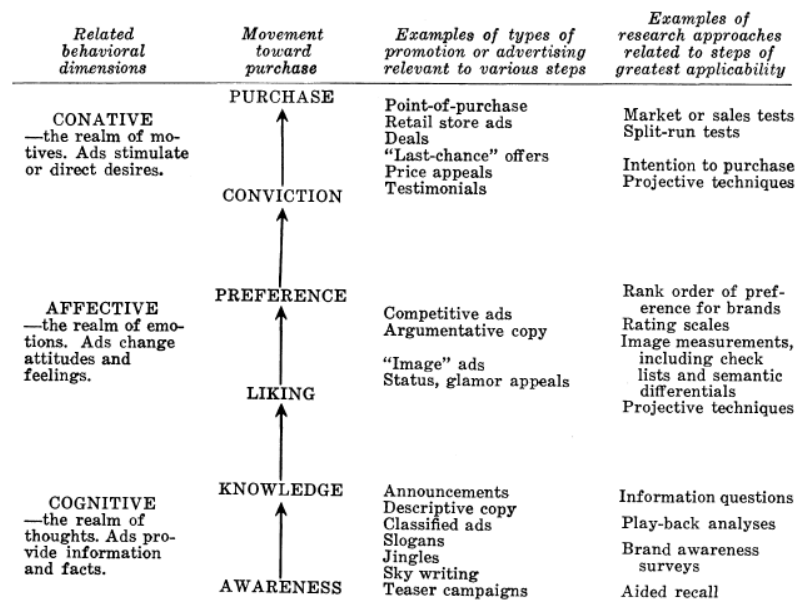 Related
behavioral
dimensions
Movement
toward
purchase
Examples of types of
promotion or advertising
relevant to various steps
Examples of
research approaches
related to steps of
greatest applicability
CONATIVE
—the realm of mo-
tives. Ads stimulate
or direct desires.
PURCHASE
CONVICTION
Point-of-purchase
Retail store ads
Deals
“Last-chance” offers
Price appeals
Testimonials
Market or sales tests
Split-run tests
Intention to purchase
Projective techniques
AFFECTIVE
—the realm of emo-
tions. Ads change
attitudes and
feelings.
PREFERENCE
LIKING
Competitive ads
Argumentative copy
“Image” ads
Status, glamor appeals
Rank order of pref-
erence for brands
Rating scales
Image measurements,
including check
lists and semantic
differentials
Projective techniques
COGNITIVE
—the realm of
thoughts. Ads pro-
vide information
and facts.
KNOWLEDGE
AWARENESS
Announcements
Descriptive copy
Classified ads
Slogans
Jingles
Sky writing
Teaser campaigns
Information questions
Play-back analyses
Brand awareness
surveys
Aided recall